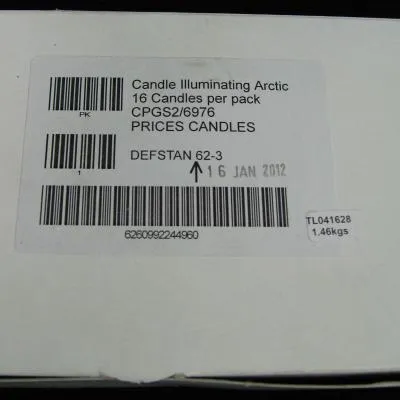 Candle Illuminating Arctic
16 Candles per pack
CPGS2/6976
PRICES CANDLES
PK
DEFSTAN 62-3
1
16 JAN 2012
TL041628
1.46kgs
6260992244960